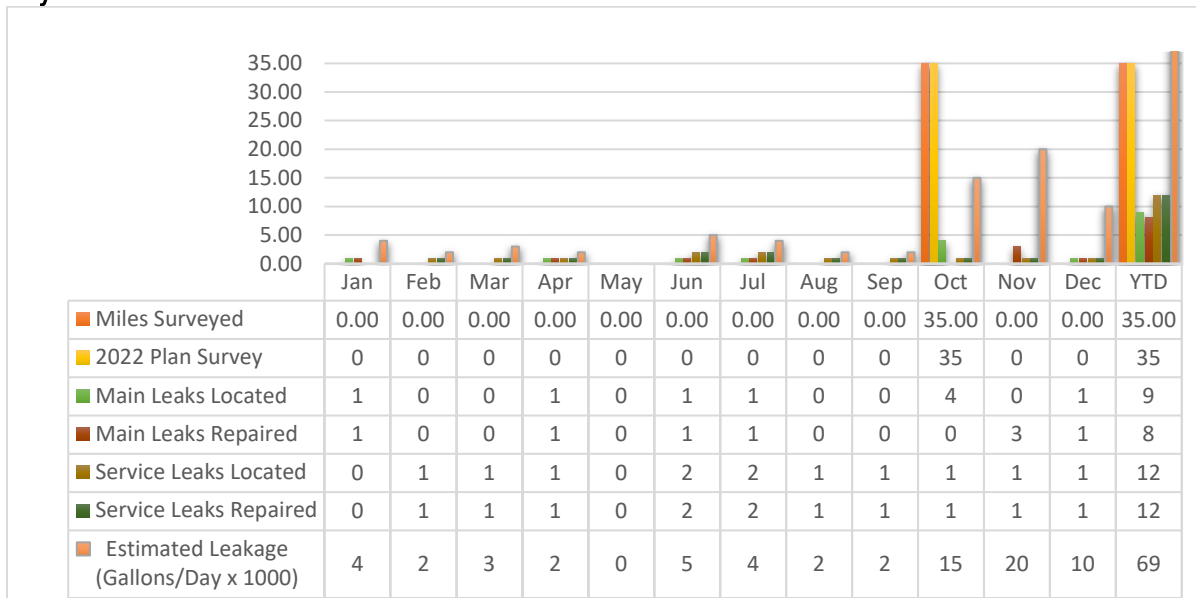 35.00
30.00
25.00
20.00
15.00
10.00
5.00
0.00
Jan Feb Mar Apr May Jun Jul Aug Sep Oct Nov Dec YTD
Miles Surveyed 0.00 0.00 0.00 0.00 0.00 0.00 0.00 0.00 0.00 35.00 0.00 0.00 35.00
2022 Plan Survey 0 0 0 0 0 0 0 0 0 35 0 0 35
Main Leaks Located 1 0 0 1 0 1 1 0 0 4 0 1 9
Main Leaks Repaired 1 0 0 1 0 1 1 0 0 0 3 1 8
Service Leaks Located 0 1 1 1 0 2 2 1 1 1 1 1 12
Service Leaks Repaired 0 1 1 1 0 2 2 1 1 1 1 1 12
Estimated Leakage
(Gallons/Day x 1000) 4 2 3 2 0 5 4 2 2 15 20 10 69